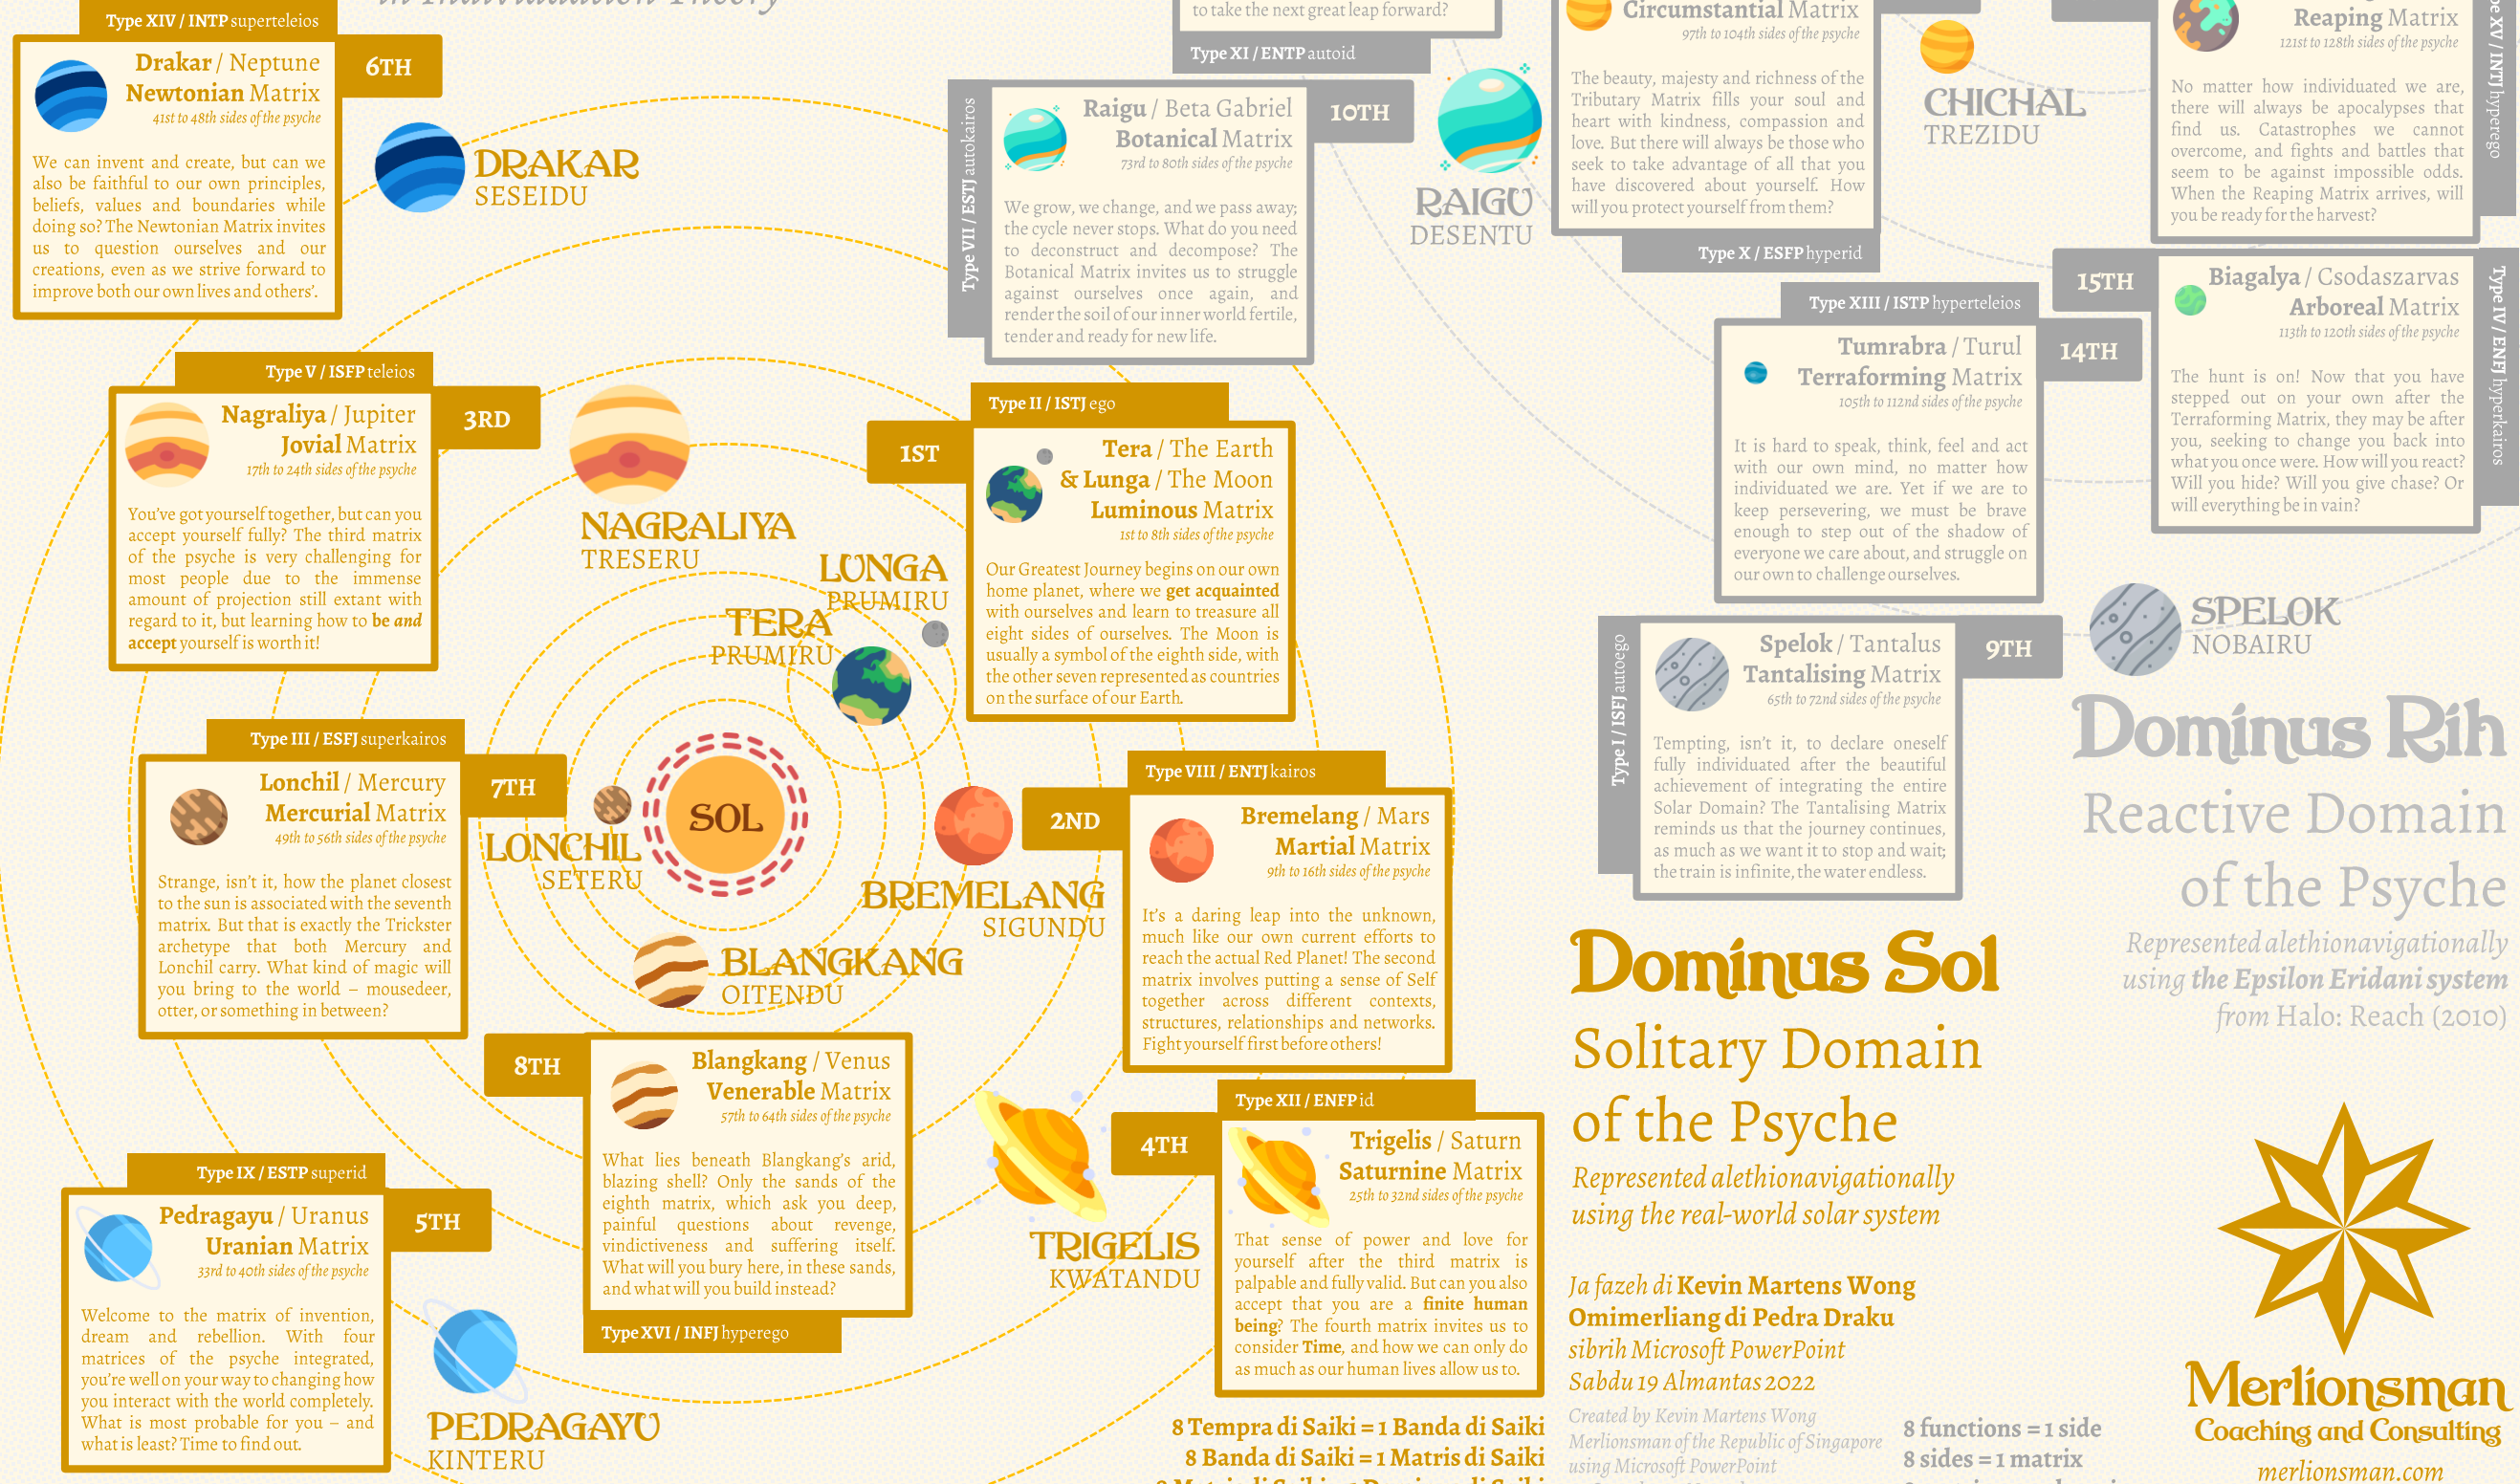 in Individuation Theory
Type XIV / INTP superteleios
Drakar / Neptune
Newtonian Matrix
41st to 48th sides of the psyche
6TH
We can invent and create, but can we
also be faithful to our own principles,
beliefs, values and boundaries while
doing so? The Newtonian Matrix invites
us to question ourselves and our
creations, even as we strive forward to
improve both our own lives and others'.
DRAKAR
SESEIDU
to take the next great leap forward?
Type XI / ENTP autoid
Type VII / ESTJ autokairos
Raigu / Beta Gabriel
Botanical Matrix
73rd to 80th sides of the psyche
10TH
We grow, we change, and we pass away;
the cycle never stops. What do you need
to deconstruct and decompose? The
Botanical Matrix invites us to struggle
against ourselves once again, and
render the soil of our inner world fertile,
tender and ready for new life.
RAIGU
DESENTU
Circumstantial Matrix
97th to 104th sides of the psyche
The beauty, majesty and richness of the
Tributary Matrix fills your soul and
heart with kindness, compassion and
love. But there will always be those who
seek to take advantage of all that you
have discovered about yourself. How
will you protect yourself from them?
Type X / ESFP hyperid
CHICHAL
TREZIDU
Reaping Matrix
121st to 128th sides of the psyche
No matter how individuated we are,
there will always be apocalypses that
find us. Catastrophes we cannot
overcome, and fights and battles that
seem to be against impossible odds.
When the Reaping Matrix arrives, will
you be ready for the harvest?
XV / INTJ hyperego
15TH
Biagalya / Csodaszarvas
Arboreal Matrix
113th to 120th sides of the psyche
The hunt is on! Now that you have
stepped out on your own after the
Terraforming Matrix, they may be after
you, seeking to change you back into
what you once were. How will you react?
Will you hide? Will you give chase? Or
will everything be in vain?
Type IV / ENFJ hyperkairos
Type XIII / ISTP hyperteleios
Tumrabra / Turul
Terraforming Matrix
105th to 112nd sides of the psyche
14TH
It is hard to speak, think, feel and act
with our own mind, no matter how
individuated we are. Yet if we are to
keep persevering, we must be brave
enough to step out of the shadow of
everyone we care about, and struggle on
our own to challenge ourselves.
Type V / ISFP teleios
Nagraliya / Jupiter
Jovial Matrix
17th to 24th sides of the psyche
3RD
You've got yourself together, but can you
accept yourself fully? The third matrix
of the psyche is very challenging for
most people due to the immense
amount of projection still extant with
regard to it, but learning how to be and
accept yourself is worth it!
NAGRALIYA
TRESERU
LUNGA
PRUMIRU
TERA
PRUMIRU
Type II / ISTJ ego
1ST
Tera / The Earth
& Lunga / The Moon
Luminous Matrix
1st to 8th sides of the psyche
Our Greatest Journey begins on our own
home planet, where we get acquainted
with ourselves and learn to treasure all
eight sides of ourselves. The Moon is
usually a symbol of the eighth side, with
the other seven represented as countries
on the surface of our Earth.
Type I / ISFJ autoego
Spelok / Tantalus
Tantalising Matrix
65th to 72nd sides of the psyche
9TH
Tempting, isn't it, to declare oneself
fully individuated after the beautiful
achievement of integrating the entire
Solar Domain? The Tantalising Matrix
reminds us that the journey continues,
as much as we want it to stop and wait;
the train is infinite, the water endless.
SPELOK
NOBAIRU
Dominus Rih
Reactive Domain
of the Psyche
Represented alethionavigationally
using the Epsilon Eridani system
from Halo: Reach (2010)
Type III / ESFJ superkairos
Lonchil / Mercury
Mercurial Matrix
49th to 56th sides of the psyche
7TH
Strange, isn't it, how the planet closest
to the sun is associated with the seventh
matrix. But that is exactly the Trickster
archetype that both Mercury and
Lonchil carry. What kind of magic will
you bring to the world – mousedeer,
otter, or something in between?
LONCHIL
SETERU
SOL
BREMELANG
SIGUNDU
BLANGKANG
OITENDU
Type VIII / ENTJ kairos
2ND
Bremelang / Mars
Martial Matrix
9th to 16th sides of the psyche
It's a daring leap into the unknown,
much like our own current efforts to
reach the actual Red Planet! The second
matrix involves putting a sense of Self
together across different contexts,
structures, relationships and networks.
Fight yourself first before others!
8TH
Blangkang / Venus
Venerable Matrix
57th to 64th sides of the psyche
What lies beneath Blangkang's arid,
blazing shell? Only the sands of the
eighth matrix, which ask you deep,
painful questions about revenge,
vindictiveness and suffering itself.
What will you bury here, in these sands,
and what will you build instead?
Type XVI / INFJ hyperego
Type XII / ENFP id
4TH
Trigelis / Saturn
Saturnine Matrix
25th to 32nd sides of the psyche
That sense of power and love for
yourself after the third matrix is
palpable and fully valid. But can you also
accept that you are a finite human
being? The fourth matrix invites us to
consider Time, and how we can only do
as much as our human lives allow us to.
TRIGELIS
KWATANDU
Type IX / ESTP superid
Pedragayu / Uranus
Uranian Matrix
33rd to 40th sides of the psyche
5TH
Welcome to the matrix of invention,
dream and rebellion. With four
matrices of the psyche integrated,
you're well on your way to changing how
you interact with the world completely.
What is most probable for you – and
what is least? Time to find out.
PEDRAGAYU
KINTERU
Dominus Sol
Solitary Domain
of the Psyche
Represented alethionavigationally
using the real-world solar system
Ja fazeh di Kevin Martens Wong
Omimerliang di Pedra Draku
sibrih Microsoft PowerPoint
Sabdu 19 Almantas 2022
Created by Kevin Martens Wong
Merlionsman of the Republic of Singapore
using Microsoft PowerPoint
8 Tempra di Saiki = 1 Banda di Saiki
8 Banda di Saiki = 1 Matris di Saiki
8 functions = 1 side
8 sides = 1 matrix
Merlionsman
Coaching and Consulting
merlionsman.com